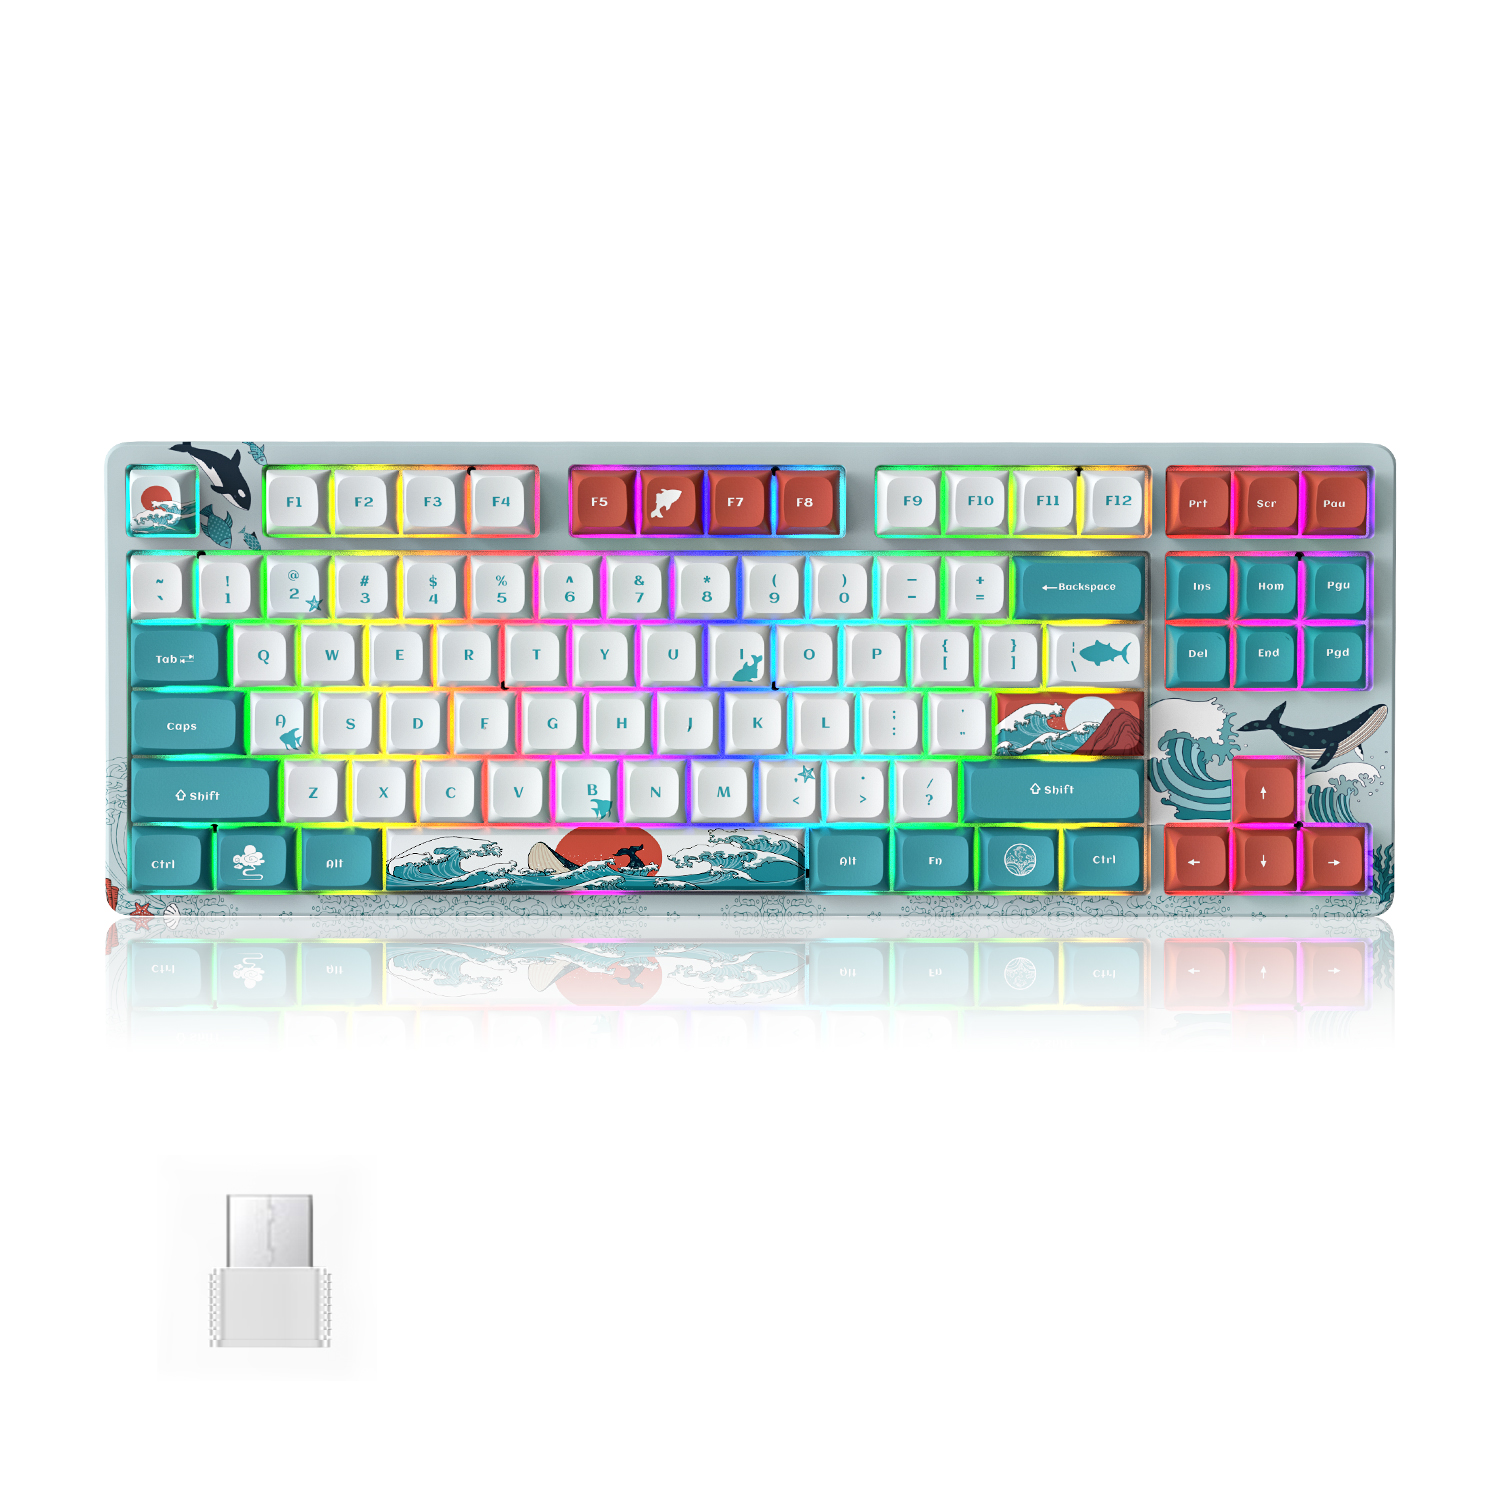 F1 F2 F3 F4 F5 F7 F8 F9 F10 F11 F12 Prt Scr Pau
~ ! @ # $ % ^ & * ( ) – +
` 1 2 3 4 5 6 7 8 9 0 – = ←Backspace Ins Hom Pgu
Tab Q W E R T Y U I O P { } ¦
[ ] \ Del End Pgd
Caps A S D F G H J K L : ; ' "
⇧ Shift Z X C V B N M , < . > / ? ⇧ Shift ↑
Ctrl Alt Alt Fn Ctrl ← ↓ →